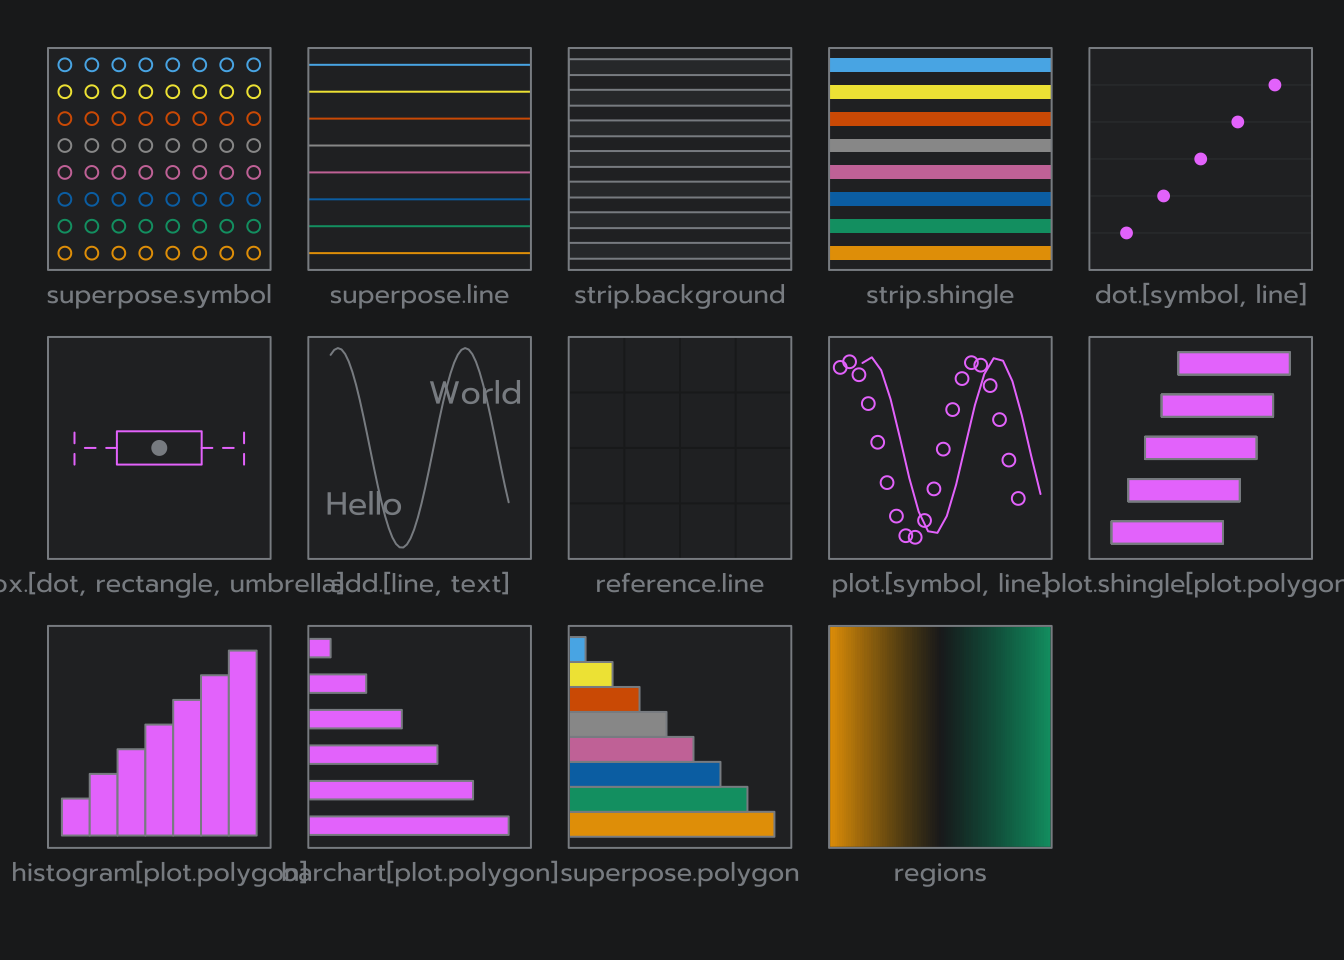 superpose.symbol
superpose.line
strip.background
strip.shingle
dot.[symbol, line]
World
Hello
ox.[dot, rectangle, umbrella]
add.[line, text]
reference.line
plot.[symbol, line]
plot.shingle[plot.polygon
histogram[plot.polygon]
barchart[plot.polygon]
superpose.polygon
regions